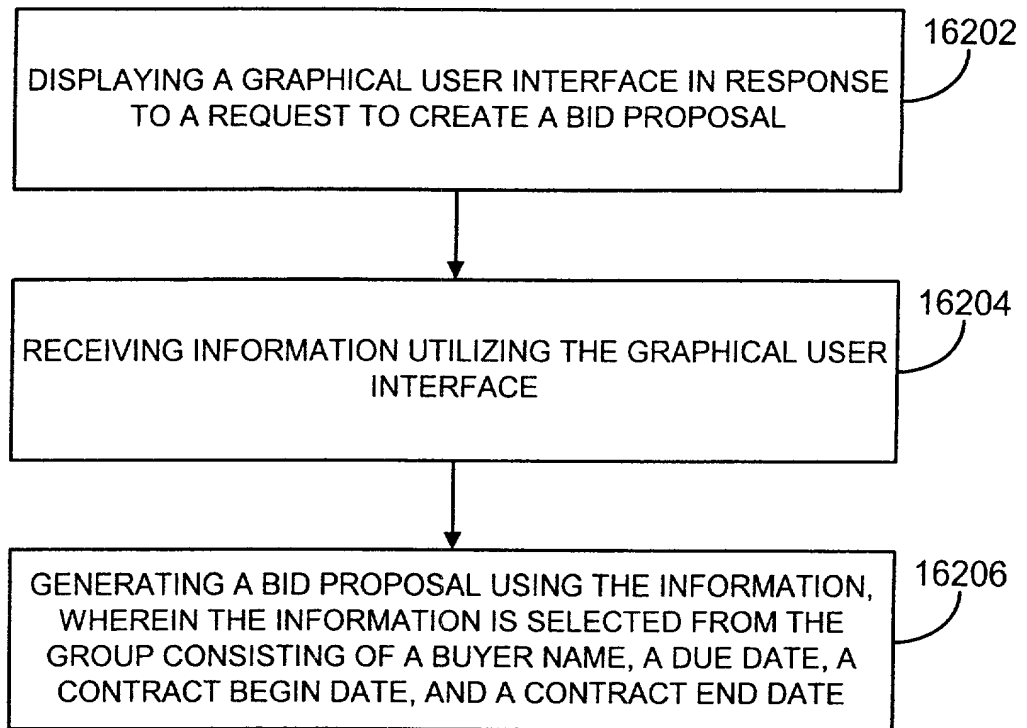 16202
DISPLAYING A GRAPHICAL USER INTERFACE IN RESPONSE
TO A REQUEST TO CREATE A BID PROPOSAL
16204
RECEIVING INFORMATION UTILIZING THE GRAPHICAL USER
INTERFACE
16206
GENERATING A BID PROPOSAL USING THE INFORMATION,
WHEREIN THE INFORMATION IS SELECTED FROM THE
GROUP CONSISTING OF A BUYER NAME, A DUE DATE, A
CONTRACT BEGIN DATE, AND A CONTRACT END DATE